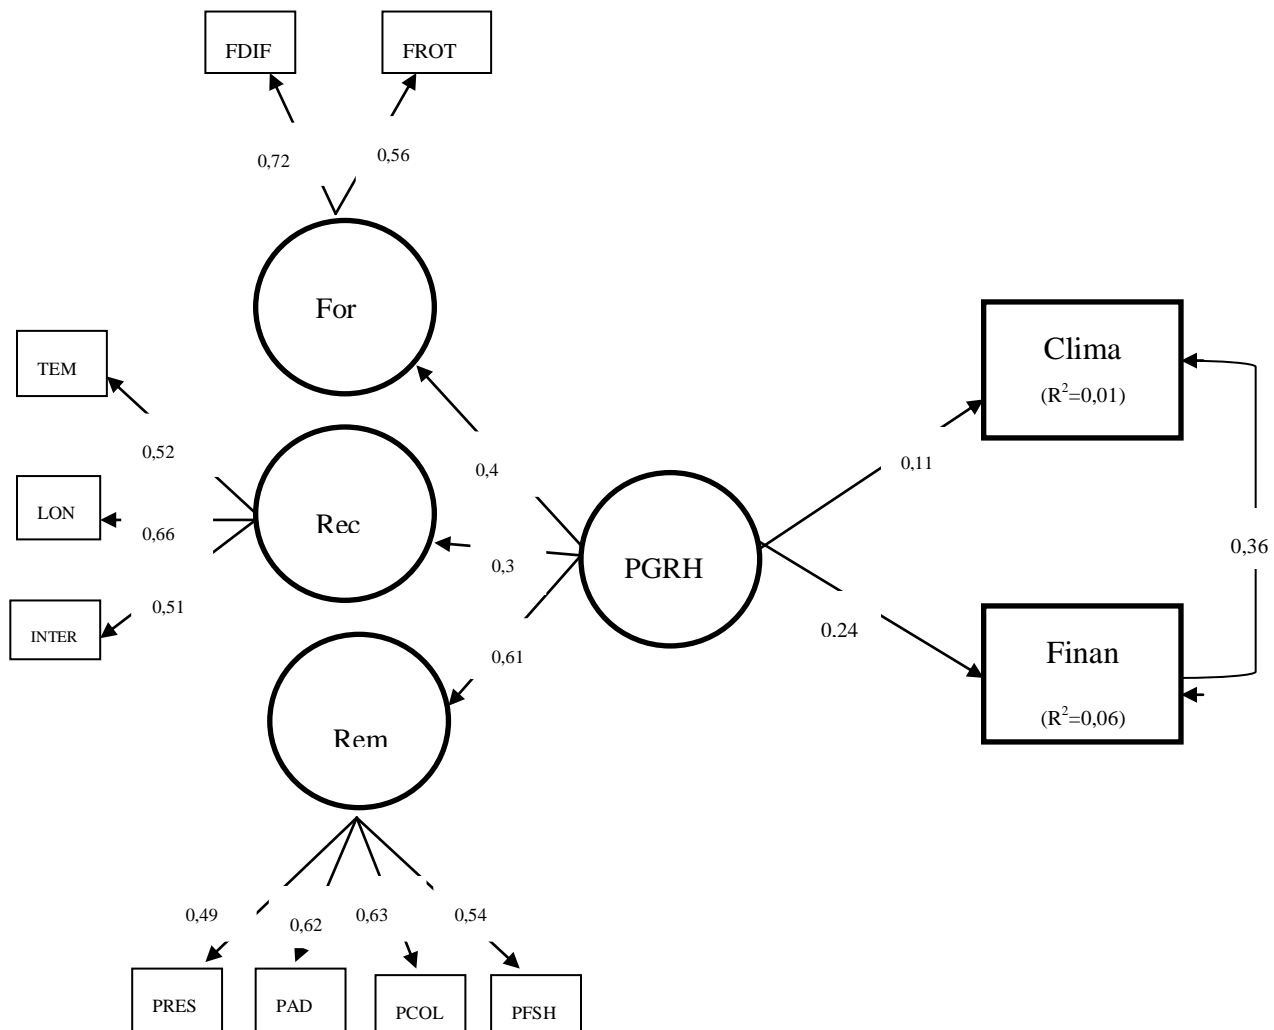 FDIF FROT
0,72 0,56
For
TEM
0,52
LON
0,66
INTER
0,51
Rec
Rem
0,4
0,3
0,61
PGRH
0,11
0.24
Clima
(R²=0,01)
Finan
(R²=0,06)
0,36
0,49 0,62 0,63 0,54
PRES PAD PCOL PFSH